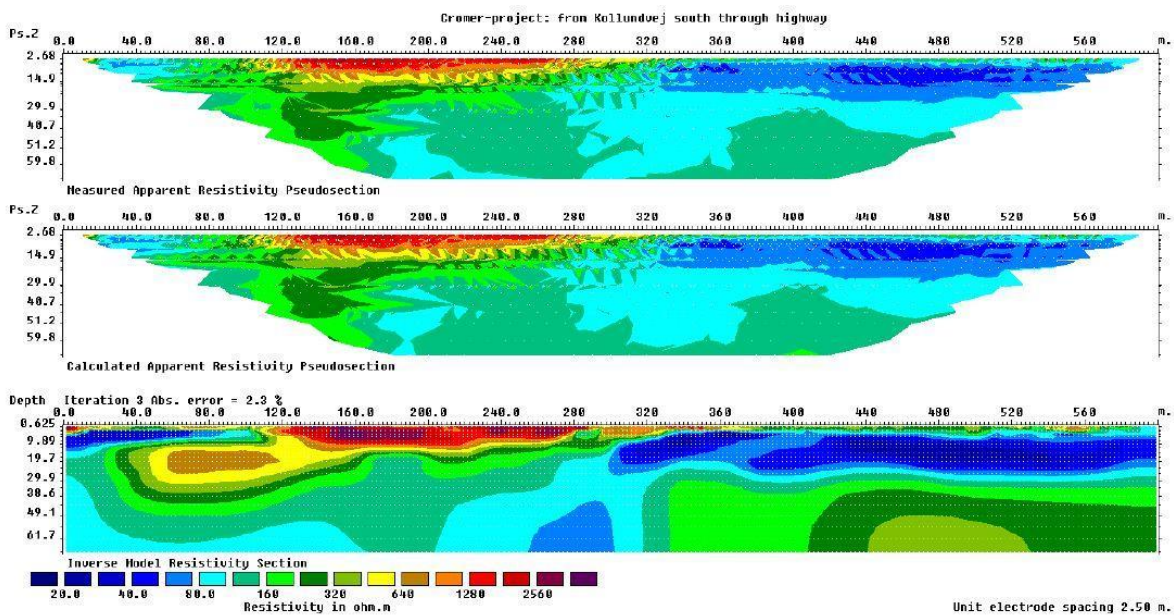 Cromer-project: from Kollundvej south through highway
Ps.Z 0.0 40.0 80.0 120 160.0 200.0 240.0 280 320 360 400 440 480 520 560 m.
2.68
14.9
29.9
40.7
51.2
59.8
Measured Apparent Resistivity Pseudosection
Ps.Z 0.0 40.0 80.0 120 160.0 200.0 240.0 280 320 360 400 440 480 520 560 m.
2.68
14.9
29.9
40.7
51.2
59.8
Calculated Apparent Resistivity Pseudosection
Depth Iteration 3 Abs. error = 2.3 %
0.0 40.0 80.0 120.0 160.0 200.0 240.0 280.0 320 360 400 440 480 520 560 m.
0.625
9.09
19.7
29.9
38.6
49.1
61.7
Inverse Model Resistivity Section
20.0 40.0 80.0 160 320 640 1280 2560
Resistivity in ohm.m
Unit electrode spacing 2.50 m.